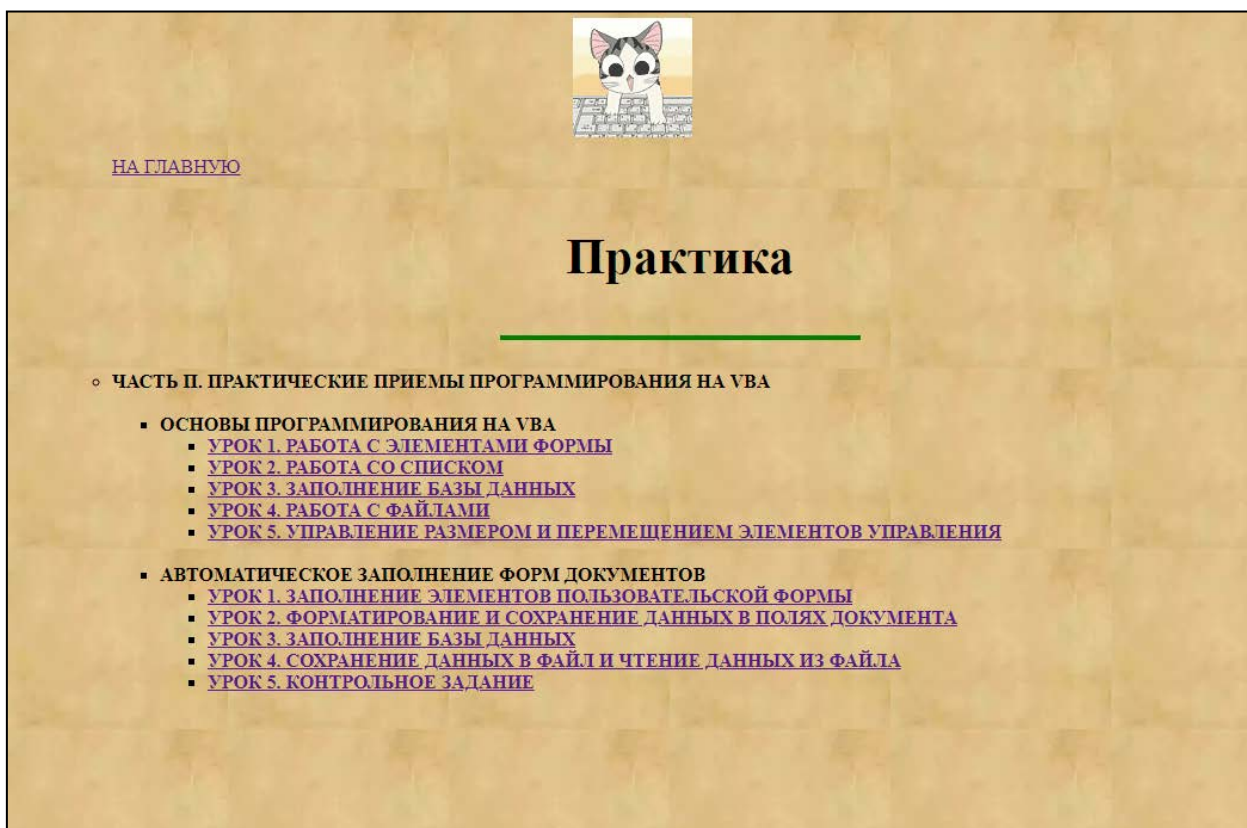 НА ГЛАВНУЮ
Практика
ЧАСТЬ II. ПРАКТИЧЕСКИЕ ПРИЕМЫ ПРОГРАММИРОВАНИЯ НА VBA
ОСНОВЫ ПРОГРАММИРОВАНИЯ НА VBA
УРОК 1. РАБОТА С ЭЛЕМЕНТАМИ ФОРМЫ
УРОК 2. РАБОТА СО СПИСКОМ
УРОК 3. ЗАПОЛНЕНИЕ БАЗЫ ДАННЫХ
УРОК 4. РАБОТА С ФАЙЛАМИ
УРОК 5. УПРАВЛЕНИЕ РАЗМЕРОМ И ПЕРЕМЕЩЕНИЕМ ЭЛЕМЕНТОВ УПРАВЛЕНИЯ
АВТОМАТИЧЕСКОЕ ЗАПОЛНЕНИЕ ФОРМ ДОКУМЕНТОВ
УРОК 1. ЗАПОЛНЕНИЕ ЭЛЕМЕНТОВ ПОЛЬЗОВАТЕЛЬСКОЙ ФОРМЫ
УРОК 2. ФОРМАТИРОВАНИЕ И СОХРАНЕНИЕ ДАННЫХ В ПОЛЯХ ДОКУМЕНТА
УРОК 3. ЗАПОЛНЕНИЕ БАЗЫ ДАННЫХ
УРОК 4. СОХРАНЕНИЕ ДАННЫХ В ФАЙЛ И ЧТЕНИЕ ДАННЫХ ИЗ ФАЙЛА
УРОК 5. КОНТРОЛЬНОЕ ЗАДАНИЕ